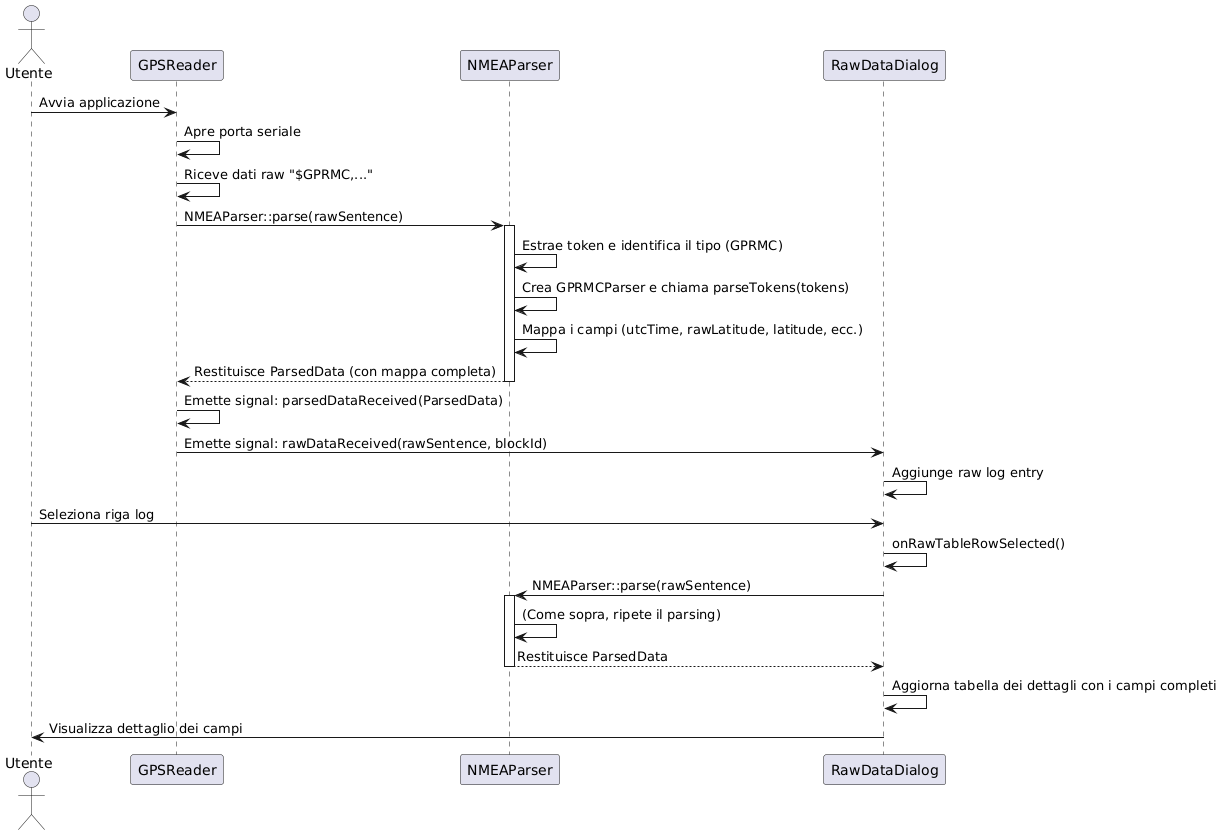 Utente
GPSReader
NMEAParser
RawDataDialog
Avvia applicazione
Apre porta seriale
Riceve dati raw "$GPRMC,..."
NMEAParser::parse(rawSentence)
Estrae token e identifica il tipo (GPRMC)
Crea GPRMCParser e chiama parseTokens(tokens)
Mappa i campi (utcTime, rawLatitude, latitude, ecc.)
Restituisce ParsedData (con mappa completa)
Emette signal: parsedDataReceived(ParsedData)
Emette signal: rawDataReceived(rawSentence, blockId)
Aggiunge raw log entry
Seleziona riga log
onRawTableRowSelected()
NMEAParser::parse(rawSentence)
(Come sopra, ripete il parsing)
Restituisce ParsedData
Aggiorna tabella dei dettagli con i campi completi
Visualizza dettaglio dei campi
Utente
GPSReader
NMEAParser
RawDataDialog